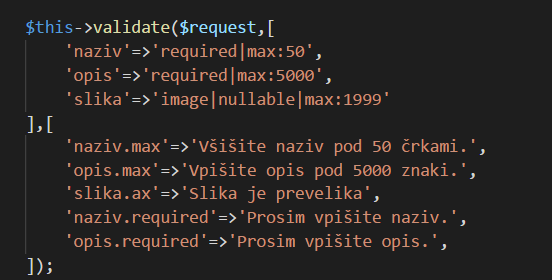 $this->validate($request,[
'naziv'=>'required|max:50',
'opis'=>'required|max:5000',
'slika'=>'image|nullable|max:1999'
],[
'naziv.max'=>'Všišite naziv pod 50 črkami.',
'opis.max'=>'Vpišite opis pod 5000 znaki.',
'slika.ax'=>'Slika je prevelika',
'naziv.required'=>'Prosim vpišite naziv.',
'opis.required'=>'Prosim vpišite opis.',
]);